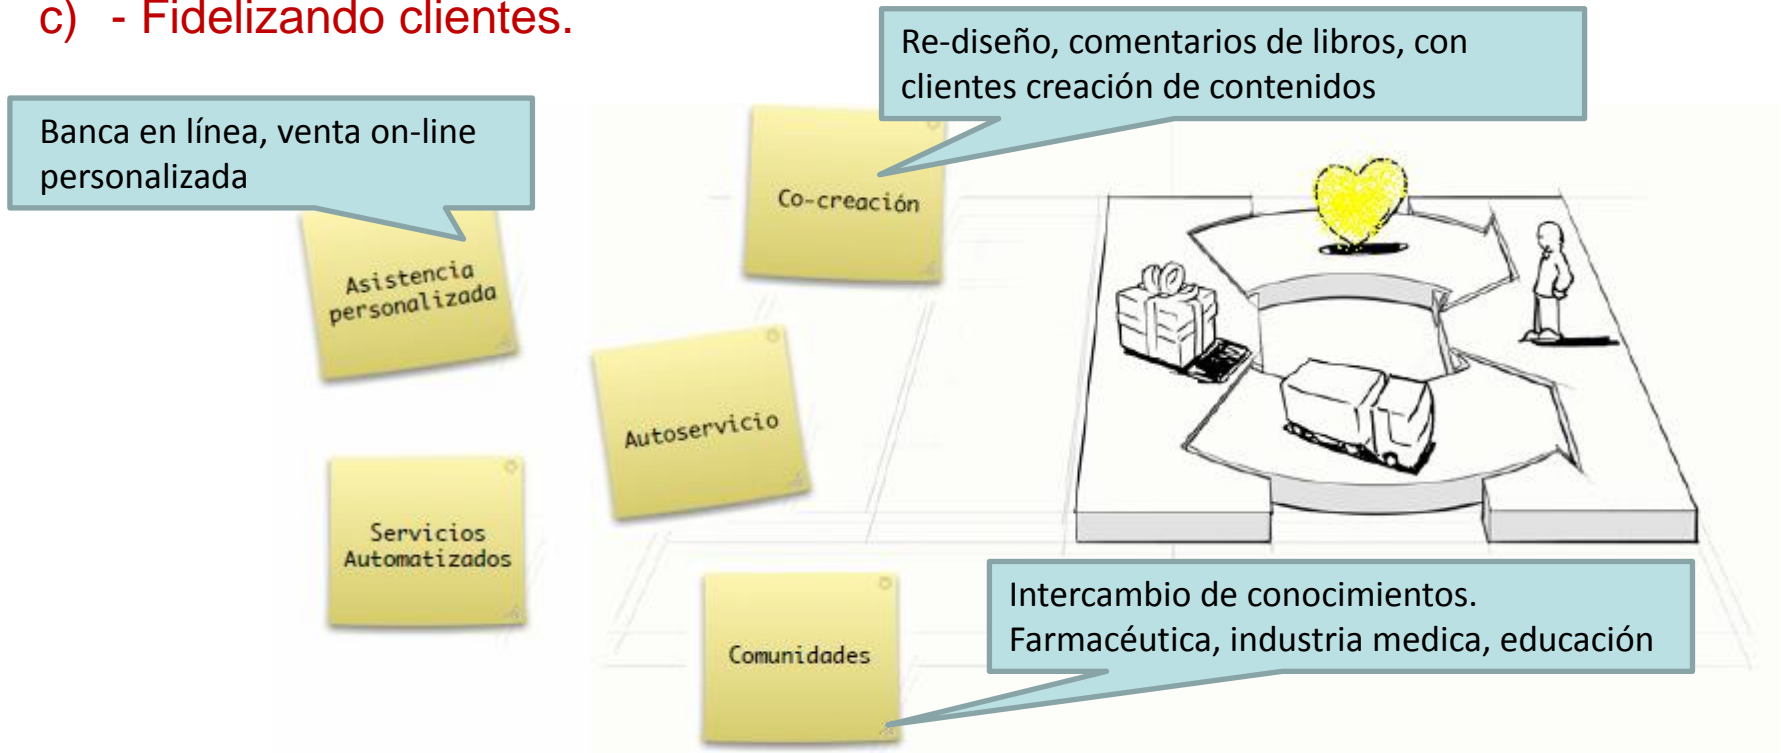 c) - Fidelizando clientes.
Re-diseño, comentarios de libros, con
clientes creación de contenidos
Banca en línea, venta on-line
personalizada
Co-creación
Asistencia
personalizada
Autoservicio
Servicios
Automatizados
Intercambio de conocimientos.
Farmacéutica, industria medica, educación
Comunidades